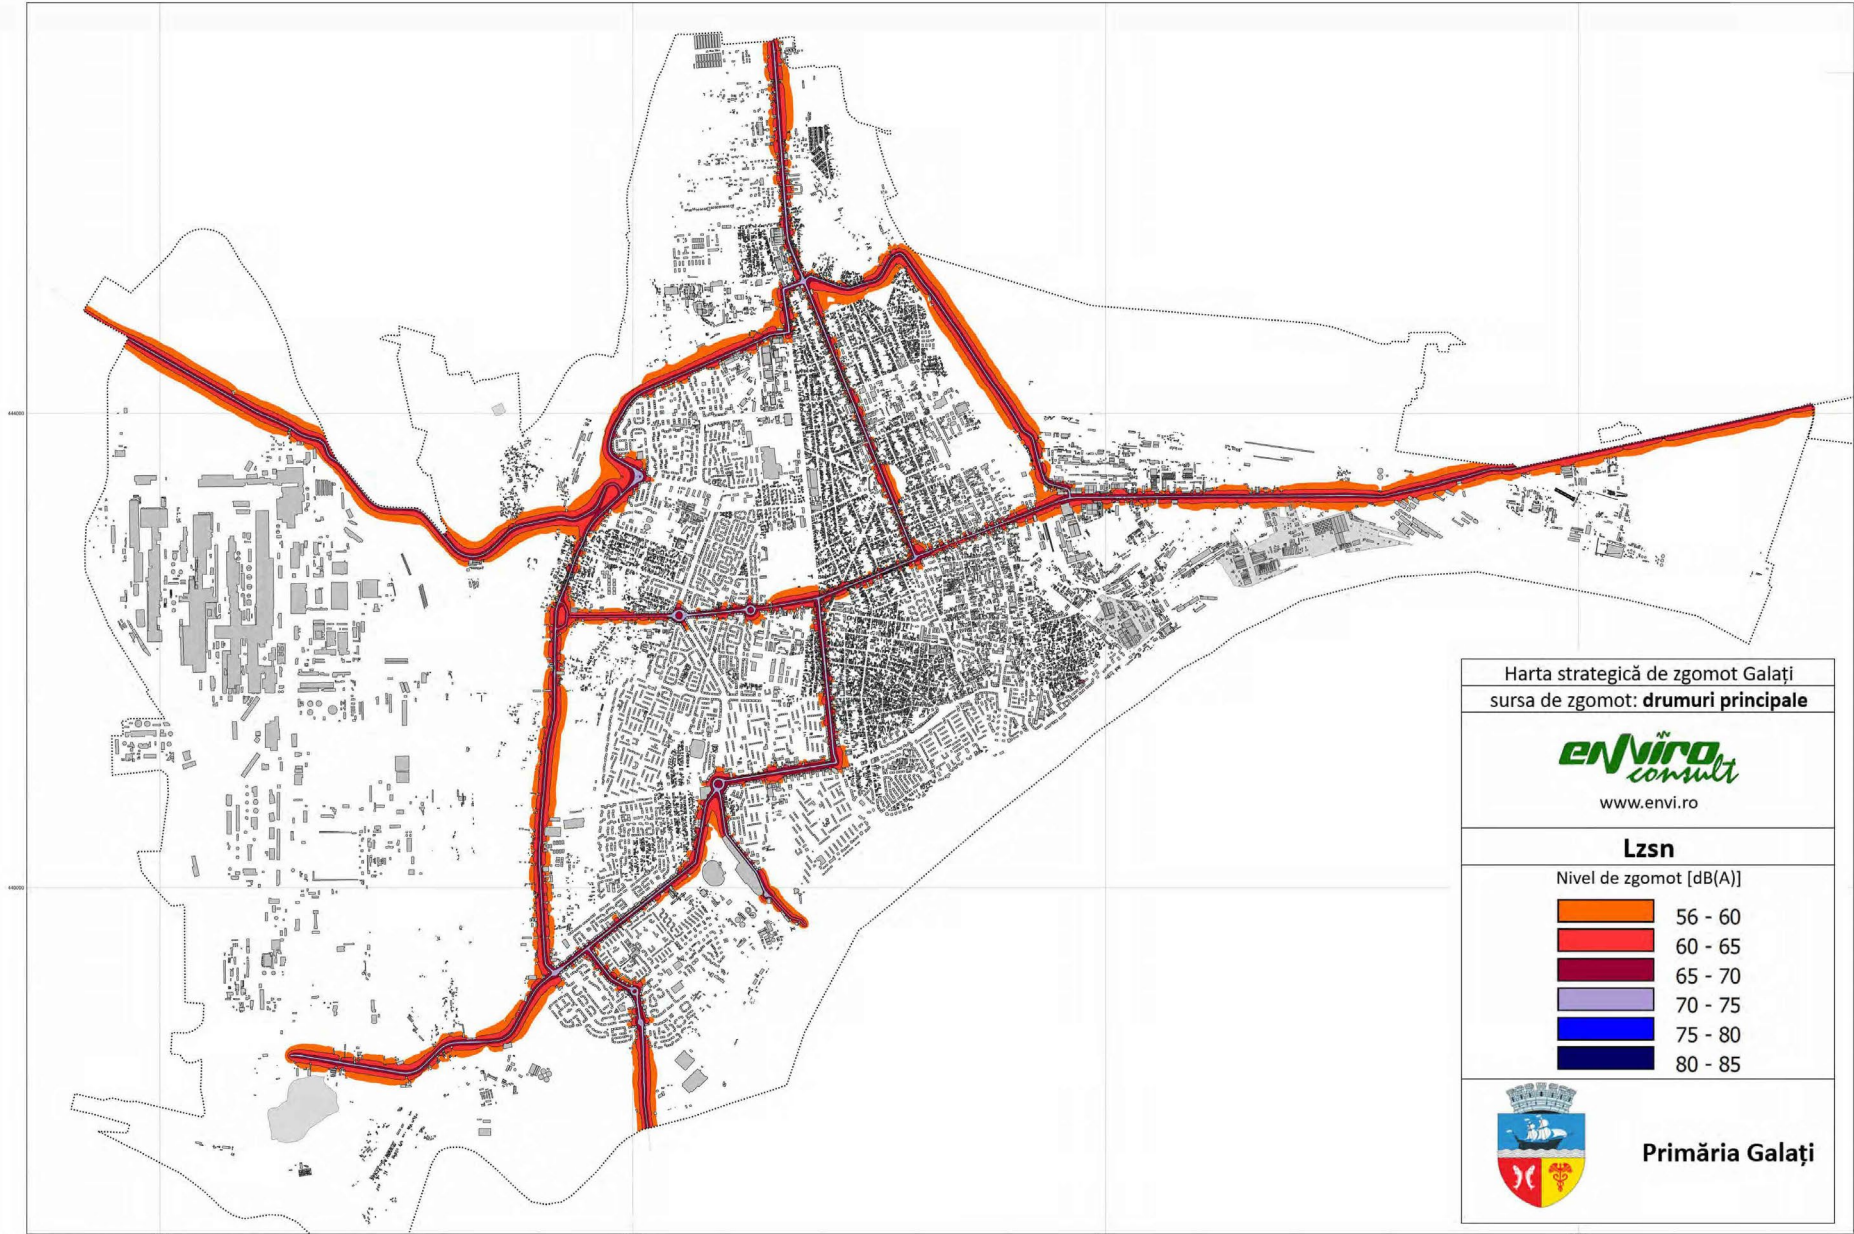 Harta strategică de zgomot Galați
sursa de zgomot: drumuri principale
enviro
consult
www.envi.ro
Lzsn
Nivel de zgomot [dB(A)]
56 - 60
60 - 65
65 - 70
70 - 75
75 - 80
80 - 85
Primăria Galați